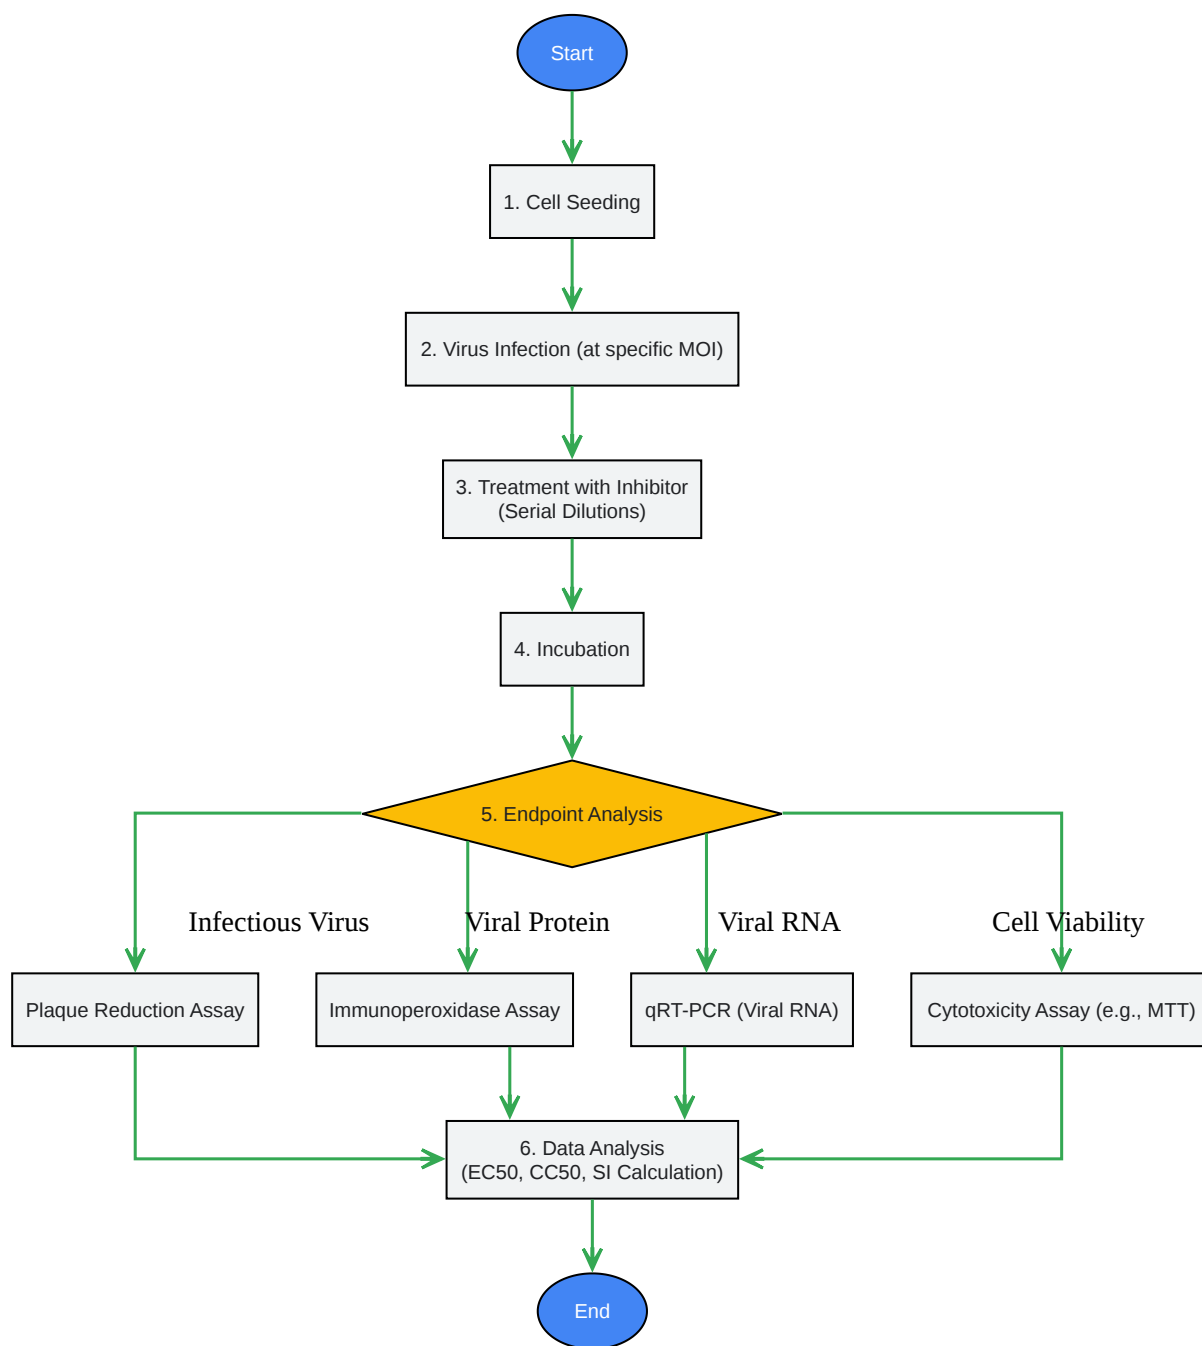 Start
1. Cell Seeding
2. Virus Infection (at specific MOI)
3. Treatment with Inhibitor
(Serial Dilutions)
4. Incubation
5. Endpoint Analysis
Infectious Virus
Viral Protein
Viral RNA
Cell Viability
Plaque Reduction Assay
Immunoperoxidase Assay
qRT-PCR (Viral RNA)
Cytotoxicity Assay (e.g., MTT)
6. Data Analysis
(EC50, CC50, SI Calculation)
End